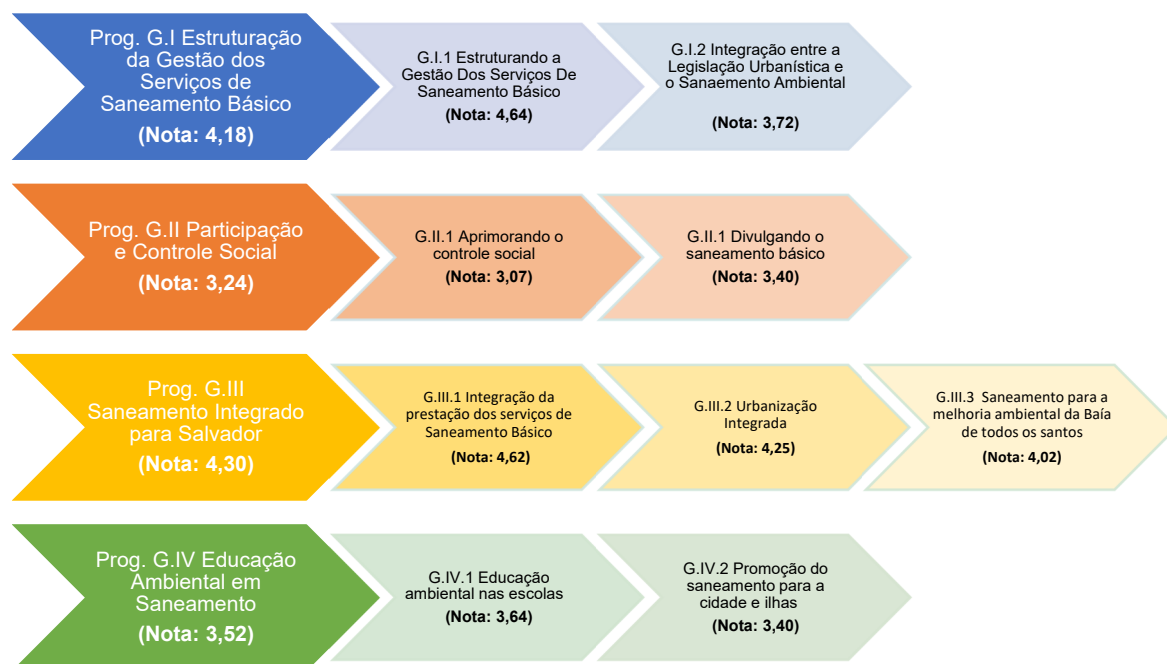 Prog. G.I Estruturação
da Gestão dos
Serviços de
Saneamento Básico
(Nota: 4,18)
G.I.1 Estruturando a
Gestão Dos Serviços De
Saneamento Básico
(Nota: 4,64)
G.I.2 Integração entre a
Legislação Urbanística e
o Sanaemento Ambiental
(Nota: 3,72)
Prog. G.II Participação
e Controle Social
(Nota: 3,24)
G.II.1 Aprimorando o
controle social
(Nota: 3,07)
G.II.1 Divulgando o
saneamento básico
(Nota: 3,40)
Prog. G.III
Saneamento Integrado
para Salvador
(Nota: 4,30)
G.III.1 Integração da
prestação dos serviços de
Saneamento Básico
(Nota: 4,62)
G.III.2 Urbanização
Integrada
(Nota: 4,25)
G.III.3 Saneamento para a
melhoria ambiental da Baía
de todos os santos
(Nota: 4,02)
Prog. G.IV Educação
Ambiental em
Saneamento
(Nota: 3,52)
G.IV.1 Educação
ambiental nas escolas
(Nota: 3,64)
G.IV.2 Promoção do
saneamento para a
cidade e ilhas
(Nota: 3,40)